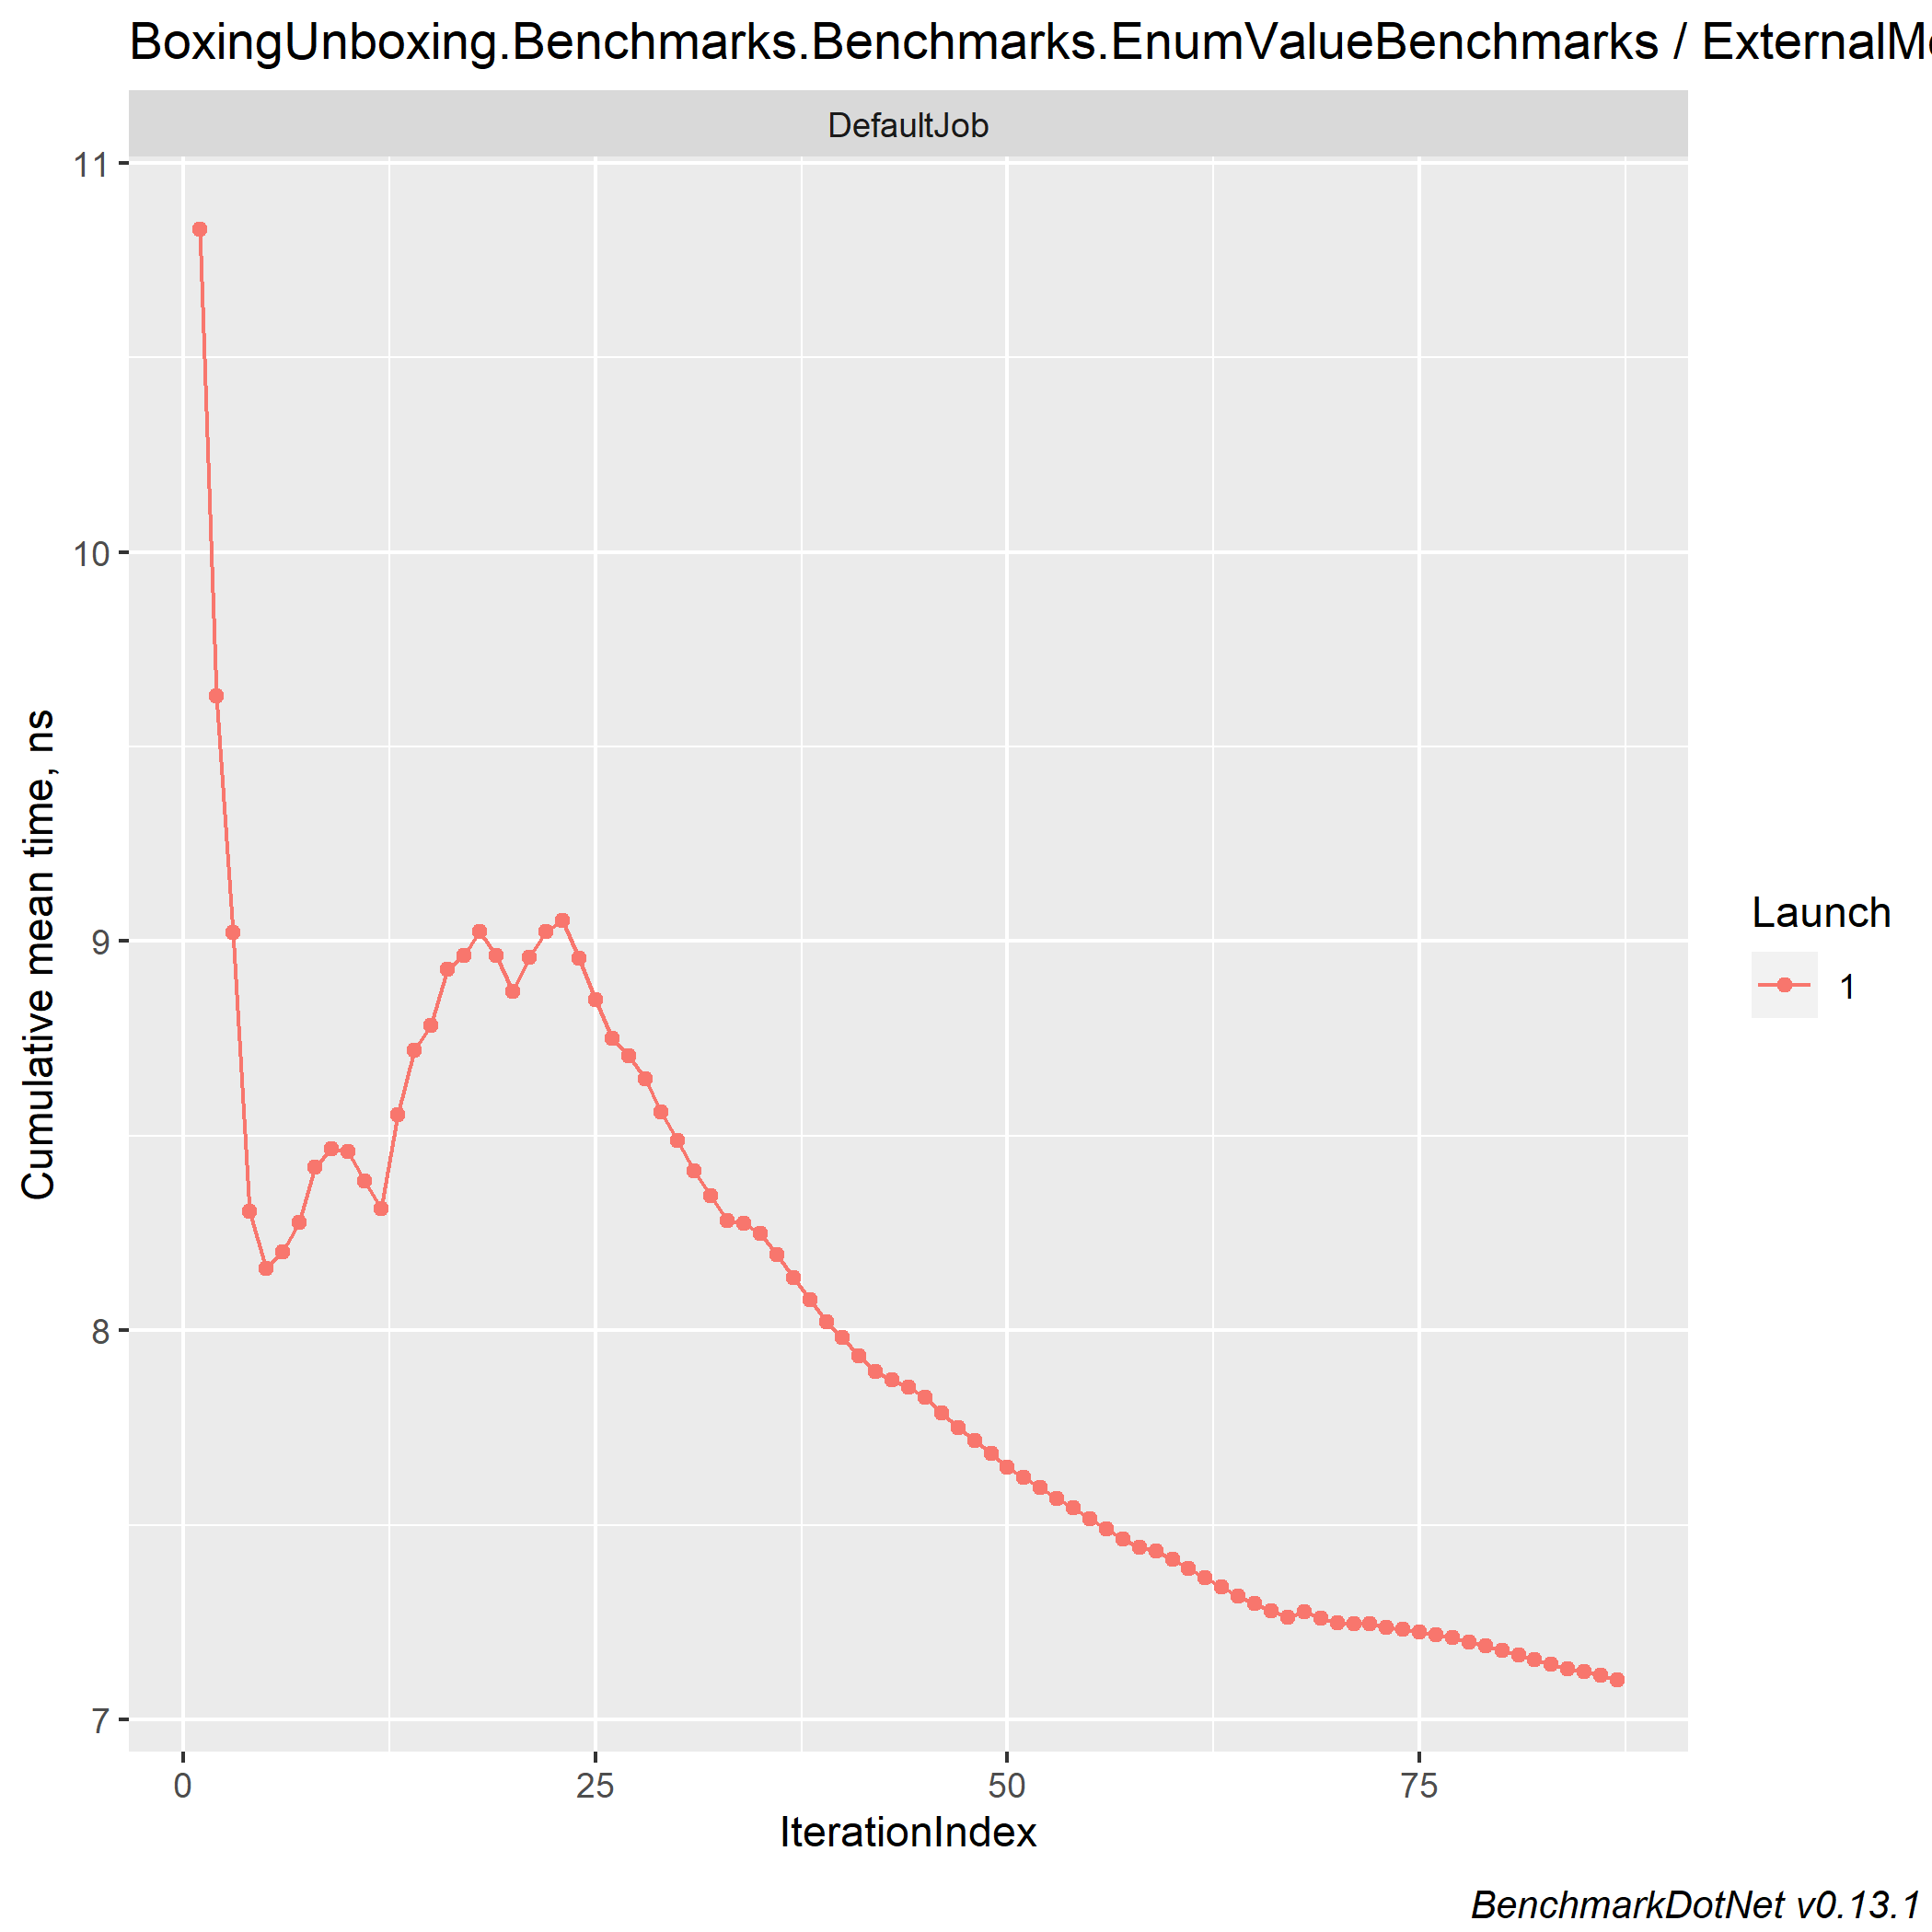 BoxingUnboxing.Benchmarks.Benchmarks.EnumValueBenchmarks / ExternalM
DefaultJob
11
10
9
8
7
Cumulative mean time, ns
0 25 50 75
IterationIndex
Launch
1
BenchmarkDotNet v0.13.1